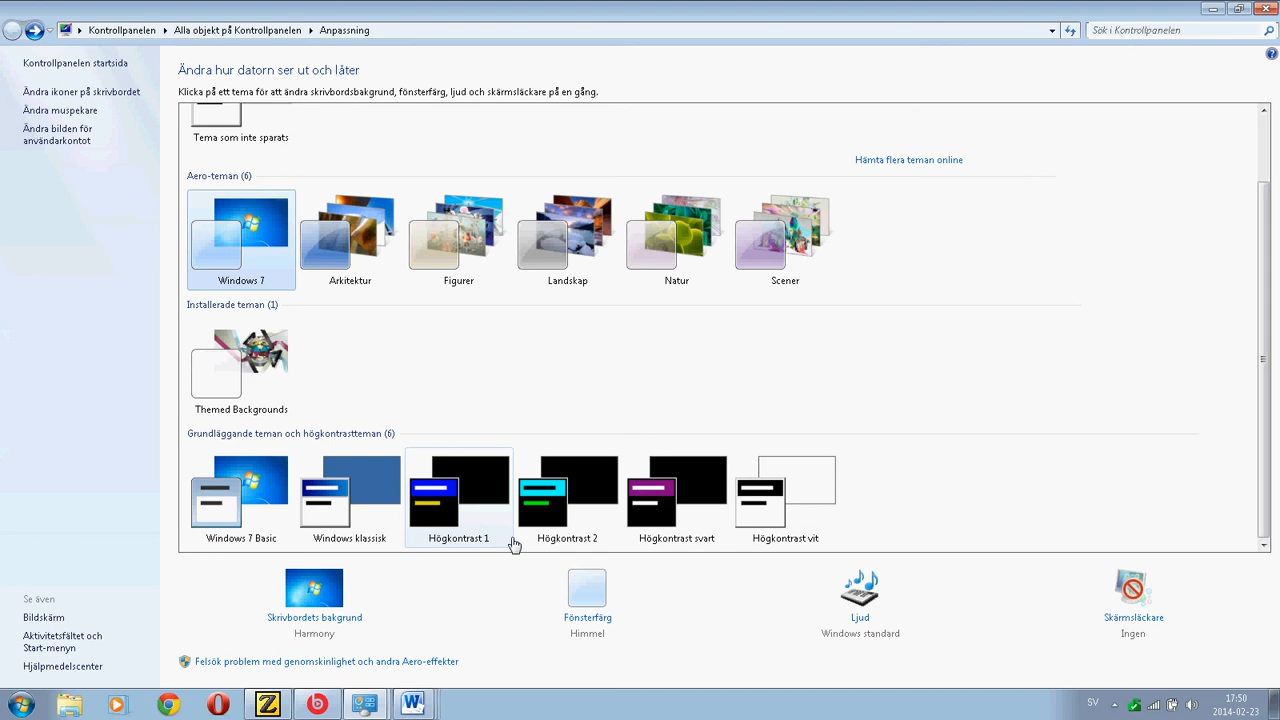 Kontrollpanelen
Alla objekt på Kontrollpanelen
Anpassning
Sök i Kontrollpanelen
Kontrollpanelen startsida
Ändra ikoner på skrivbordet
Ändra muspekare
Ändra bilden för
användarkontot
Ändra hur datorn ser ut och låter
Klicka på ett tema för att ändra skrivbordsbakgrund, fönsterfärg, ljud och skärmsläckare på en gång.
Tema som inte sparats
Hämta flera teman online
Aero-teman (6)
Windows 7
Arkitektur
Figurer
Landskap
Natur
Scener
Installerade teman (1)
Themed Backgrounds
Grundläggande teman och högkontrastteman (6)
Windows 7 Basic
Windows klassisk
Högkontrast 1
Högkontrast 2
Högkontrast svart
Högkontrast vit
Skrivbordets bakgrund
Harmony
Fönsterfärg
Himmel
Ljud
Windows standard
Skärmsläckare
Ingen
Se även
Bildskärm
Aktivitetsfältet och
Start-menyn
Hjälpmedelscenter
Felsök problem med genomskinlighet och andra Aero-effekter
Z
W
SV
17:50
2014-02-23